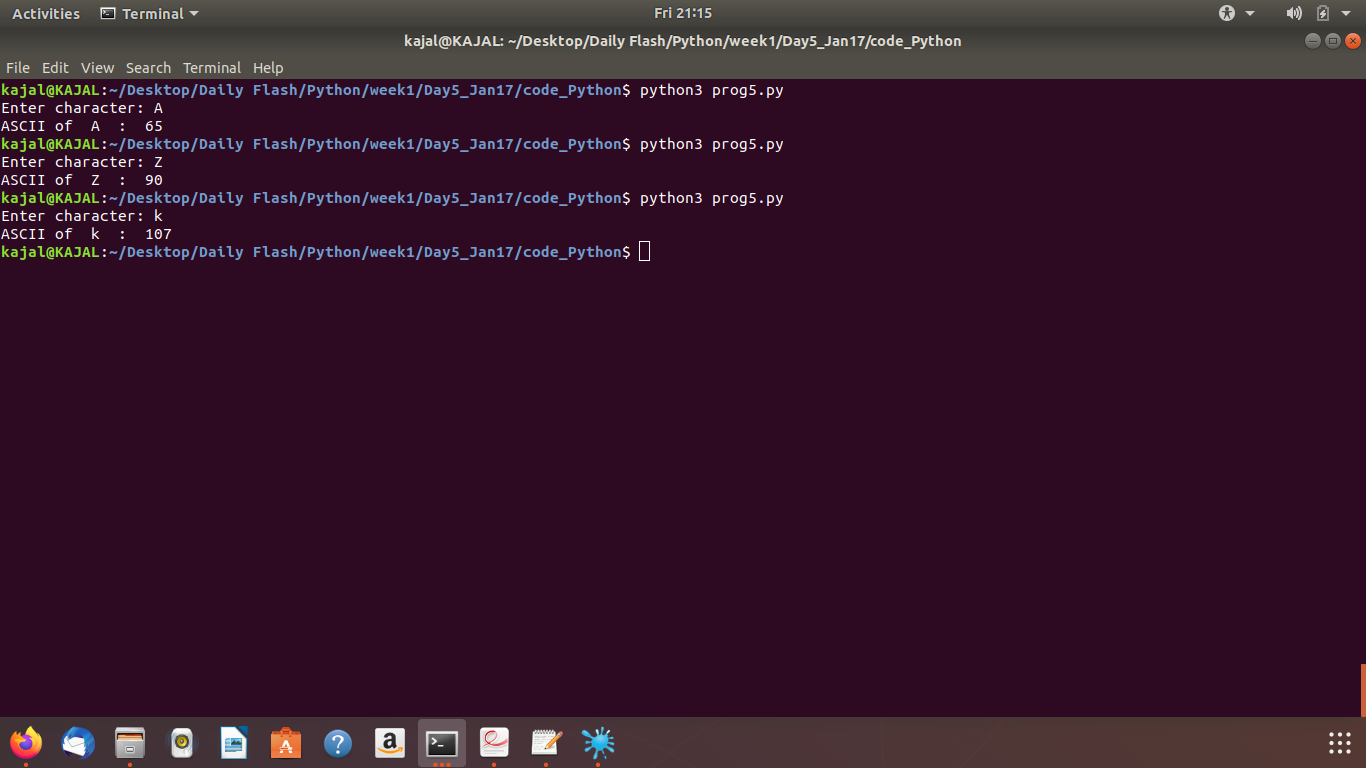 Activities Terminal Fri 21:15
kajal@KAJAL: ~/Desktop/Daily Flash/Python/week1/Day5_Jan17/code_Python
File Edit View Search Terminal Help
kajal@KAJAL:~/Desktop/Daily Flash/Python/week1/Day5_Jan17/code_Python$ python3 prog5.py
Enter character: A
ASCII of  A  :  65
kajal@KAJAL:~/Desktop/Daily Flash/Python/week1/Day5_Jan17/code_Python$ python3 prog5.py
Enter character: Z
ASCII of  Z  :  90
kajal@KAJAL:~/Desktop/Daily Flash/Python/week1/Day5_Jan17/code_Python$ python3 prog5.py
Enter character: k
ASCII of  k  :  107
kajal@KAJAL:~/Desktop/Daily Flash/Python/week1/Day5_Jan17/code_Python$